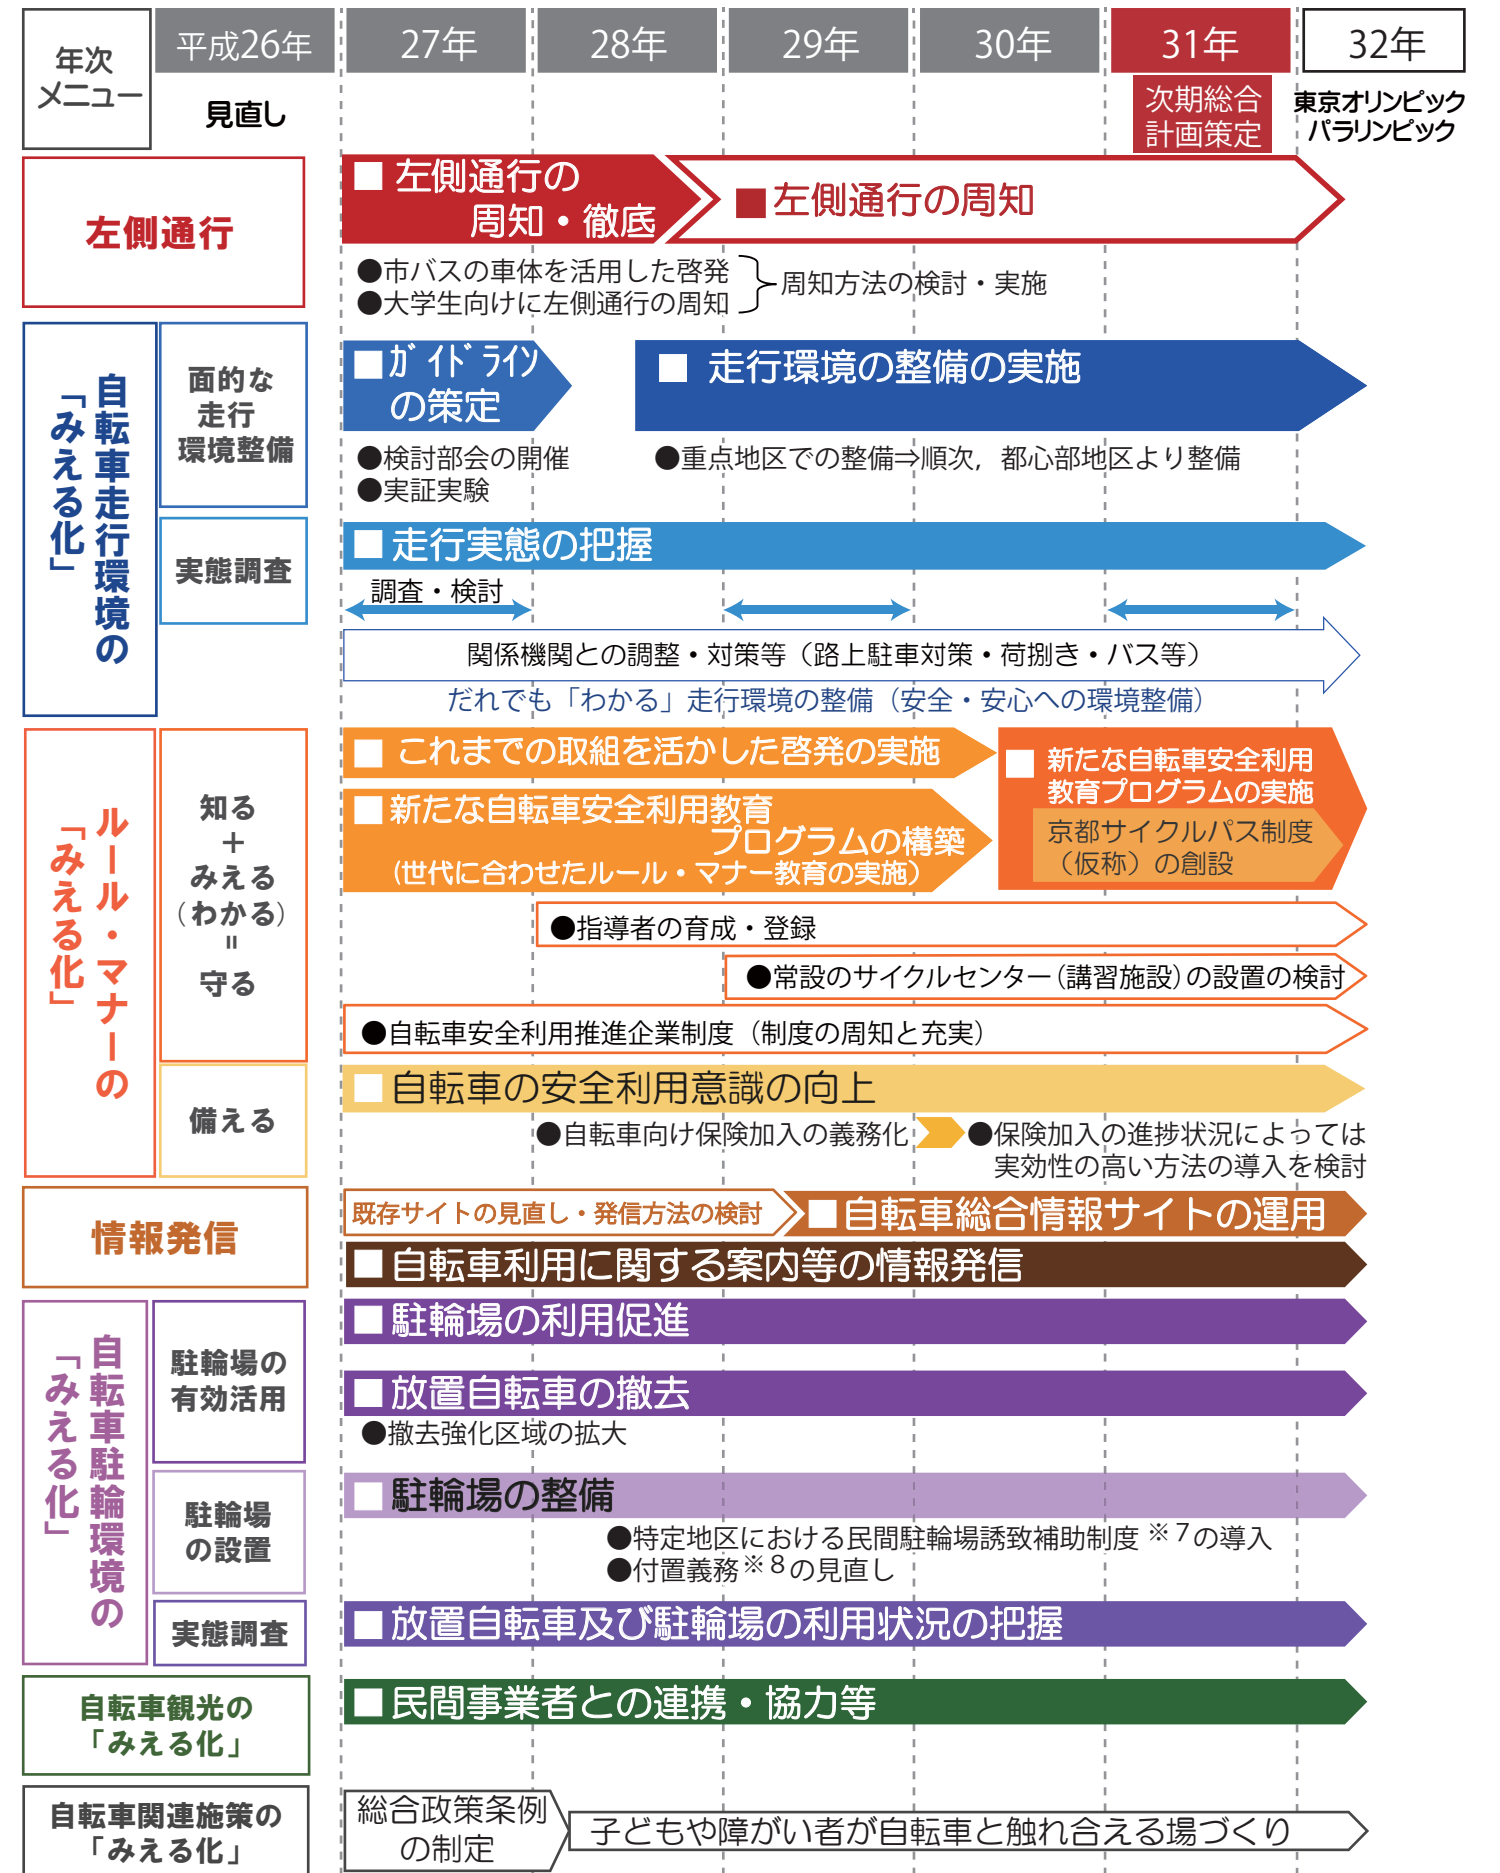 年次
メニュー
平成26年
27年
28年
29年
30年
31年
32年
見直し
次期総合
計画策定
東京オリンピック
パラリンピック
左側通行
■ 左側通行の
周知・徹底
■左側通行の周知
●市バスの車体を活用した啓発
●大学生向けに左側通行の周知
周知方法の検討・実施
自転車走行環境の
「みえる化」
面的な
走行
環境整備
■ガイドライン
の策定
■ 走行環境の整備の実施
●検討部会の開催
●実証実験
●重点地区での整備⇒順次，都心部地区より整備
実態調査
■走行実態の把握
調査・検討
関係機関との調整・対策等（路上駐車対策・荷捌き・バス等）
だれでも「わかる」走行環境の整備（安全・安心への環境整備）
ルール・マナーの
「みえる化」
知る
＋
みえる
（わかる）
＝
守る
■ これまでの取組を活かした啓発の実施
■新たな自転車安全利用教育
プログラムの構築
(世代に合わせたルール・マナー教育の実施）
■ 新たな自転車安全利用
教育プログラムの実施
京都サイクルパス制度
（仮称）の創設
●指導者の育成・登録
●常設のサイクルセンター（講習施設）の設置の検討
●自転車安全利用推進企業制度（制度の周知と充実）
備える
■自転車の安全利用意識の向上
●自転車向け保険加入の義務化
●保険加入の進捗状況によっては
実効性の高い方法の導入を検討
情報発信
既存サイトの見直し・発信方法の検討
■自転車総合情報サイトの運用
■自転車利用に関する案内等の情報発信
自転車駐輪環境の
「みえる化」
駐輪場の
有効活用
■駐輪場の利用促進
■放置自転車の撤去
●撤去強化区域の拡大
駐輪場
の設置
■駐輪場の整備
●特定地区における民間駐輪場誘致補助制度※７の導入
●付置義務※８の見直し
実態調査
■放置自転車及び駐輪場の利用状況の把握
自転車観光の
「みえる化」
■民間事業者との連携・協力等
自転車関連施策の
「みえる化」
総合政策条例
の制定
子どもや障がい者が自転車と触れ合える場づくり